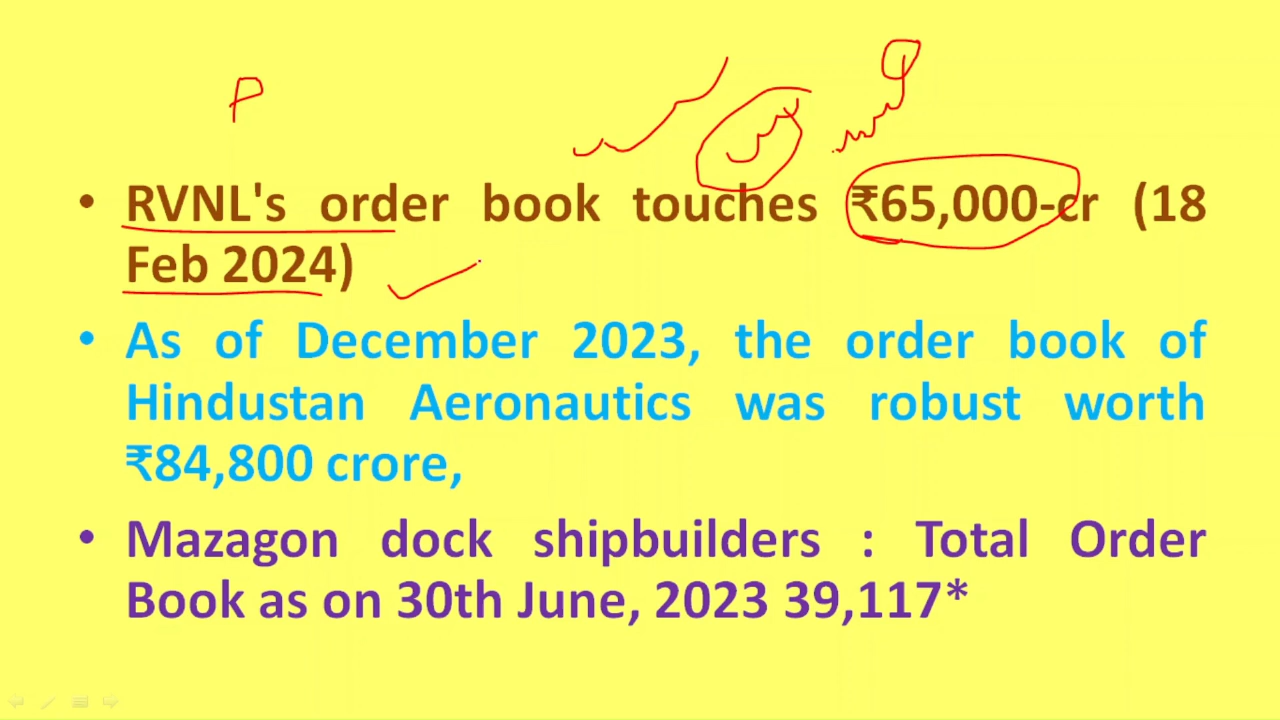 P
• RVNL's order book touches ₹65,000-cr (18
Feb 2024)
• As of December 2023, the order book of
Hindustan Aeronautics was robust worth
₹84,800 crore,
• Mazagon dock shipbuilders : Total Order
Book as on 30th June, 2023 39,117*